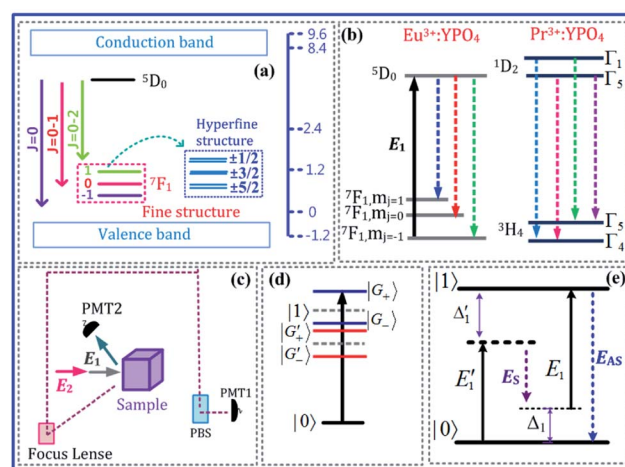 Conduction band
(a)
⁵D₀
J=0
J=0-1
J=0-2
1
0
-1
⁷F₁
Hyperfine
structure
±1/2
±3/2
±5/2
Fine structure
Valence band
9.6
8.4
2.4
1.2
0
-1.2
(b)
Eu³⁺:YPO₄
Pr³⁺:YPO₄
⁵D₀
E₁
⁷F₁,mⱼ₌₁
⁷F₁,mⱼ₌₀
⁷F₁,mⱼ₌₋₁
¹D₂
Γ₁
Γ₅
³H₄
Γ₅
Γ₄
(c)
PMT2
E₂
E₁
Sample
Focus Lense
PBS
PMT1
(d)
|G₊⟩
|1⟩
|G₋⟩
|G′₊⟩
|G′₋⟩
|0⟩
(e)
|1⟩
Δ′₁
E′₁
E_S
E₁
E_AS
Δ₁
|0⟩